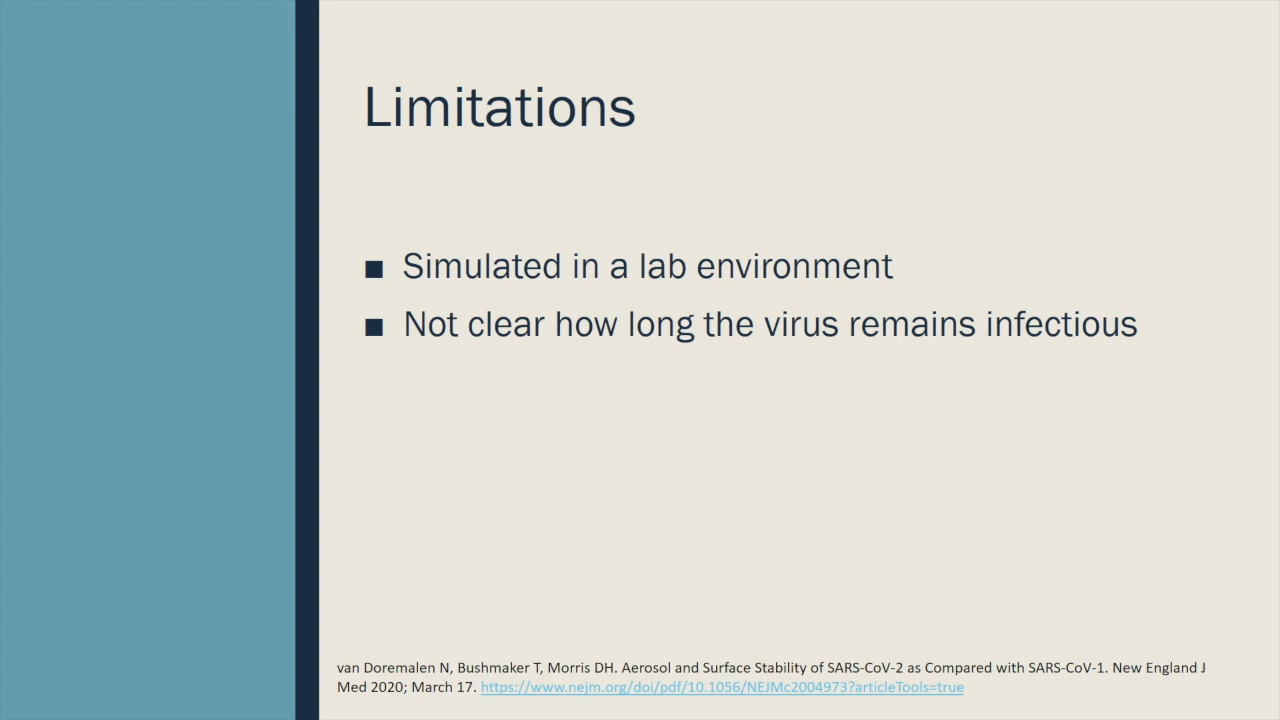 Limitations
■ Simulated in a lab environment
■ Not clear how long the virus remains infectious
van Doremalen N, Bushmaker T, Morris DH. Aerosol and Surface Stability of SARS-CoV-2 as Compared with SARS-CoV-1. New England J
Med 2020; March 17. https://www.nejm.org/doi/pdf/10.1056/NEJMc2004973?articleTools=true